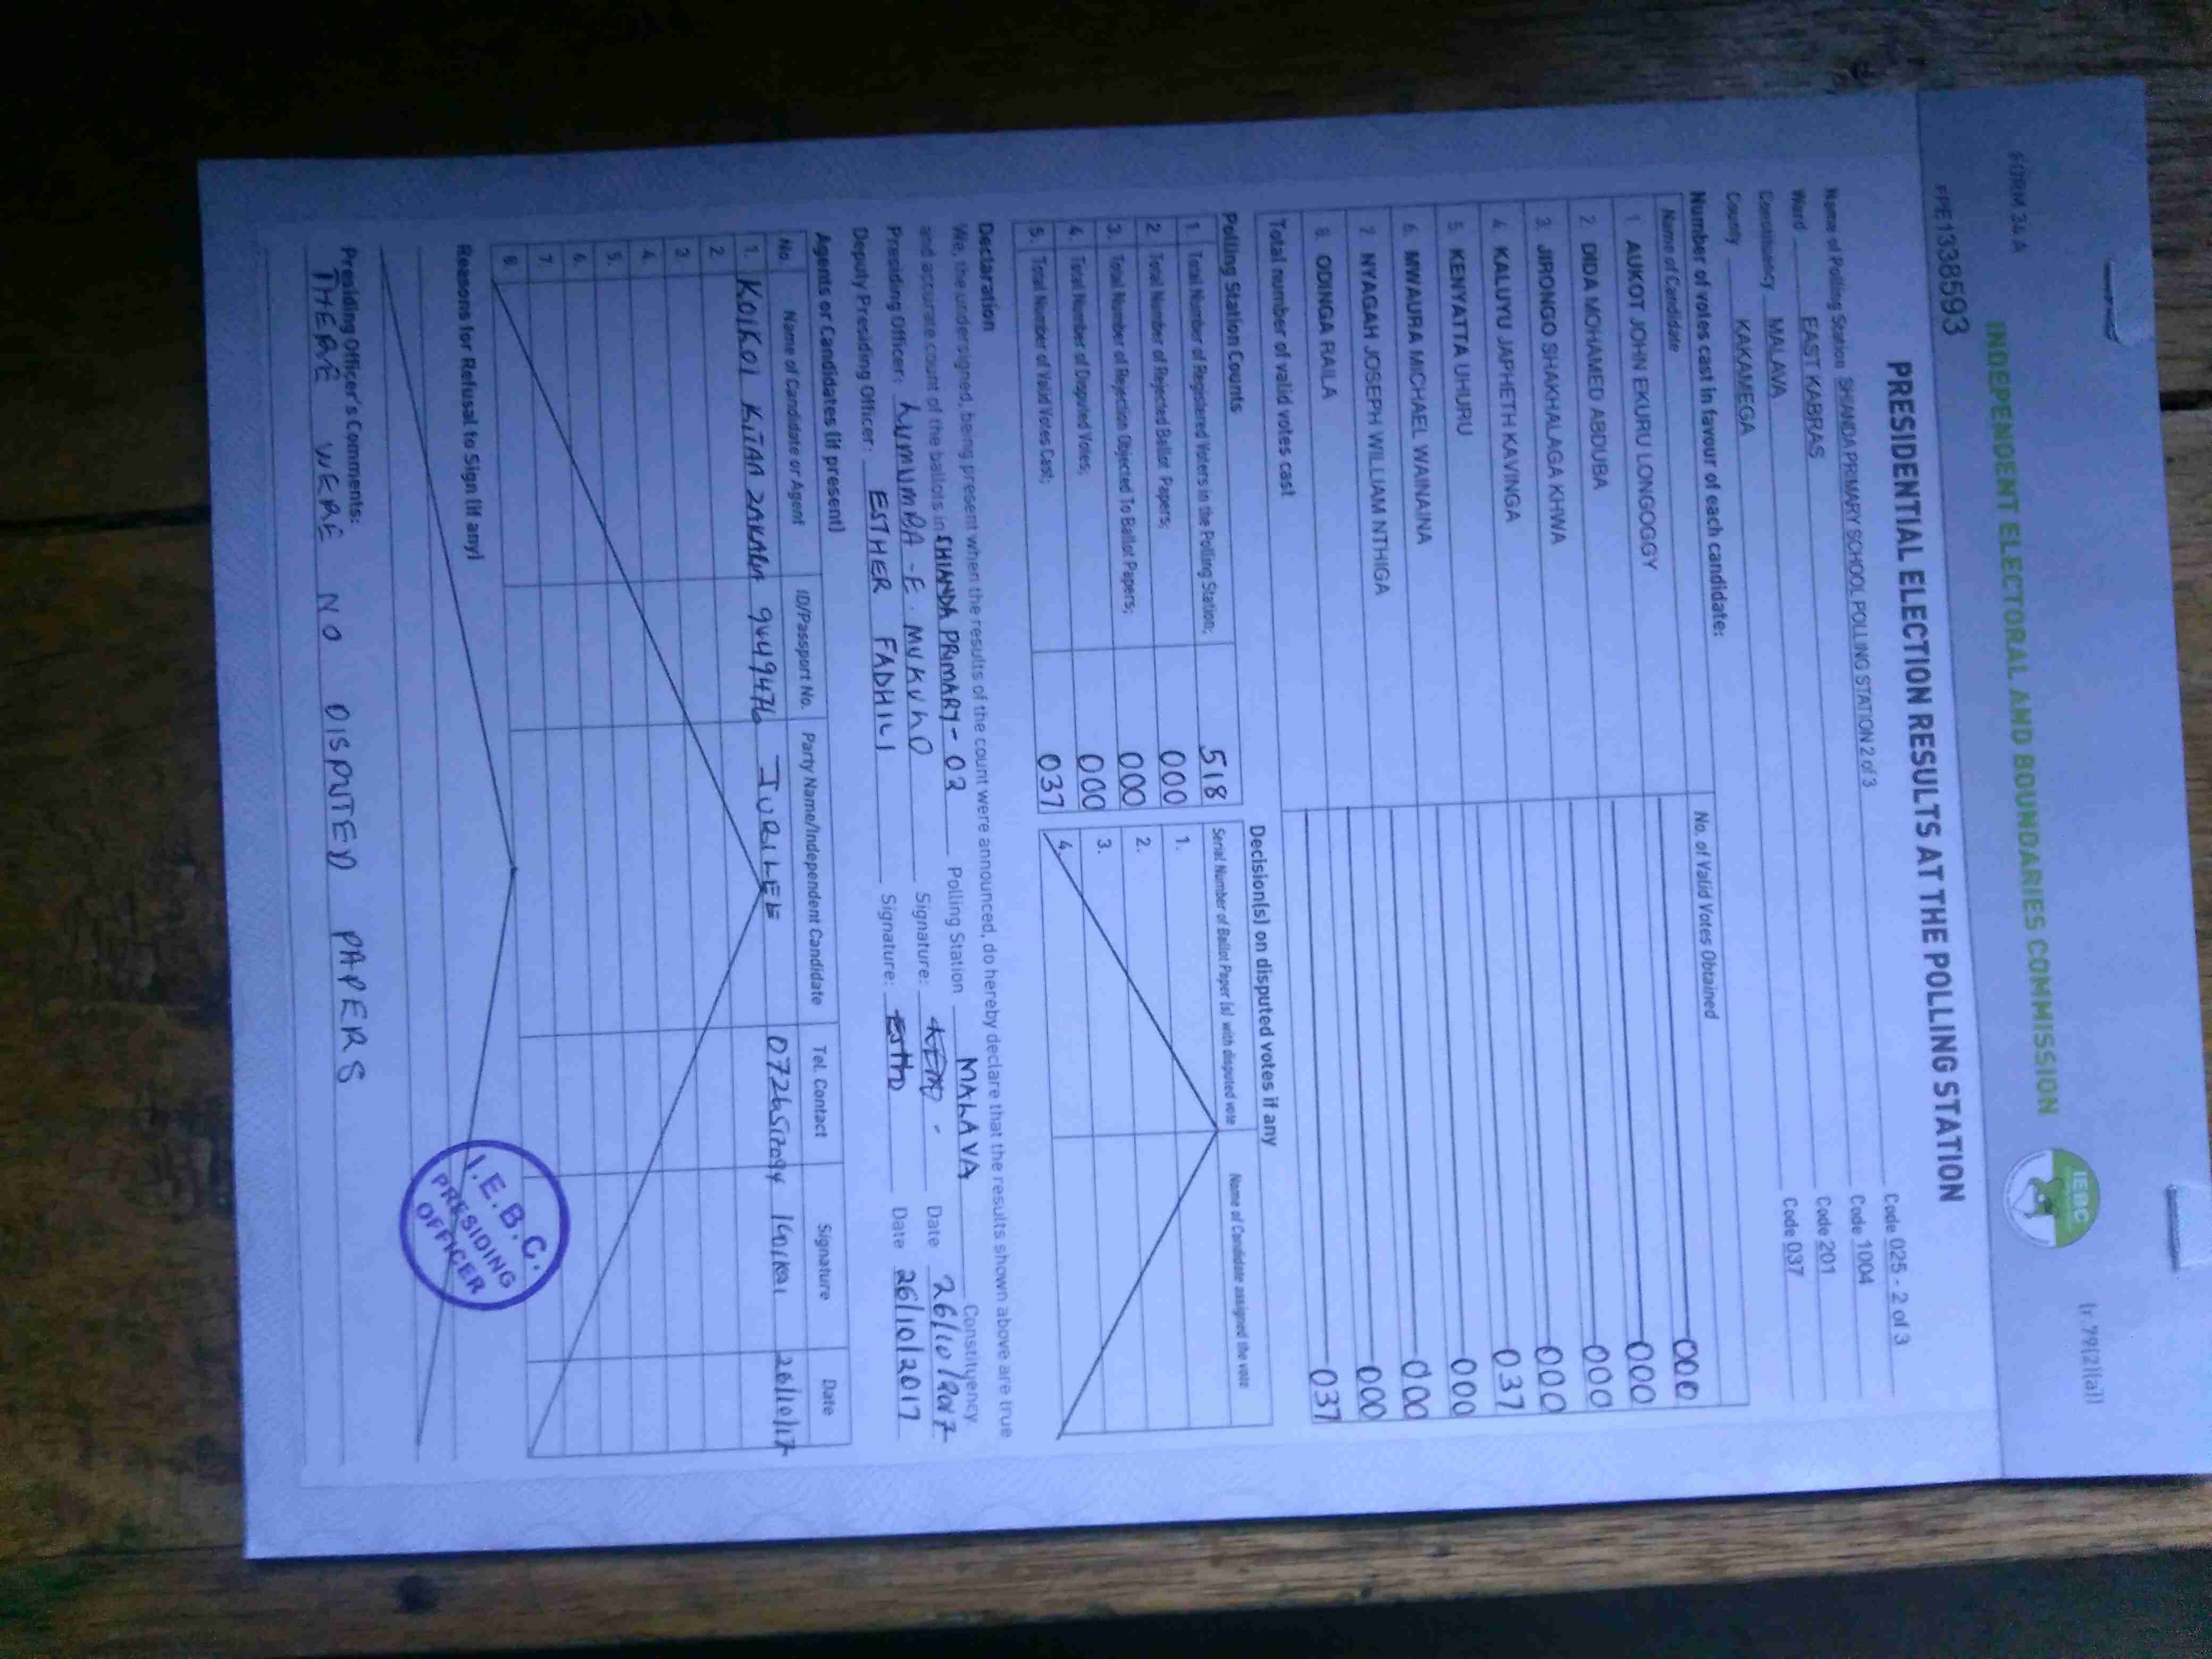 FORM 34 A
(r.79(2)(a))
INDEPENDENT ELECTORAL AND BOUNDARIES COMMISSION
IEBC
FPE1338593
PRESIDENTIAL ELECTION RESULTS AT THE POLLING STATION
Name of Polling Station SHIANDA PRIMARY SCHOOL POLLING STATION 2 of 3 Code 025 - 2 of 3
Ward EAST KABRAS Code 1004
Constituency MALAVA Code 201
County KAKAMEGA Code 037
Number of votes cast in favour of each candidate:
Name of Candidate No. of Valid Votes Obtained
1. AUKOT JOHN EKURU LONGOGGY 000
2. DIDA MOHAMED ABDUBA 000
3. JIRONGO SHAKHALAGA KHWA 000
4. KALUYU JAPHETH KAVINGA 000
5. KENYATTA UHURU 037
6. MWAURA MICHAEL WAINAINA 000
7. NYAGAH JOSEPH WILLIAM NTHIGA 000
8. ODINGA RAILA 000
Total number of valid votes cast 037
Polling Station Counts
1. Total Number of Registered Voters in the Polling Station; 518
2. Total Number of Rejected Ballot Papers; 000
3. Total Number of Rejection Objected To Ballot Papers; 000
4. Total Number of Disputed Votes; 000
5. Total Number of Valid Votes Cast; 037
Decision(s) on disputed votes if any
Serial Number of Ballot Paper (s) with disputed vote Name of Candidate assigned the vote
1.
2.
3.
4.
Declaration
We, the undersigned, being present when the results of the count were announced, do hereby declare that the results shown above are true
and accurate count of the ballots in SHIANDA PRIMARY - 02 Polling Station MALAVA Constituency.
Presiding Officer: LUMUMBA - E. MUKUHO Signature: Date 26/10/2017
Deputy Presiding Officer: ESTHER FADHILI Signature: Date 26/10/2017
Agents or Candidates (if present)
No. Name of Candidate or Agent ID/Passport No. Party Name/Independent Candidate Tel. Contact Signature Date
1. KOIKOI 9449476 JUBILEE 26/10/17
2.
3.
4.
5.
6.
7.
8.
Reasons for Refusal to Sign (if any)
I.E.B.C.
PRESIDING
OFFICER
Presiding Officer's Comments:
THERE WERE NO DISPUTED PAPERS